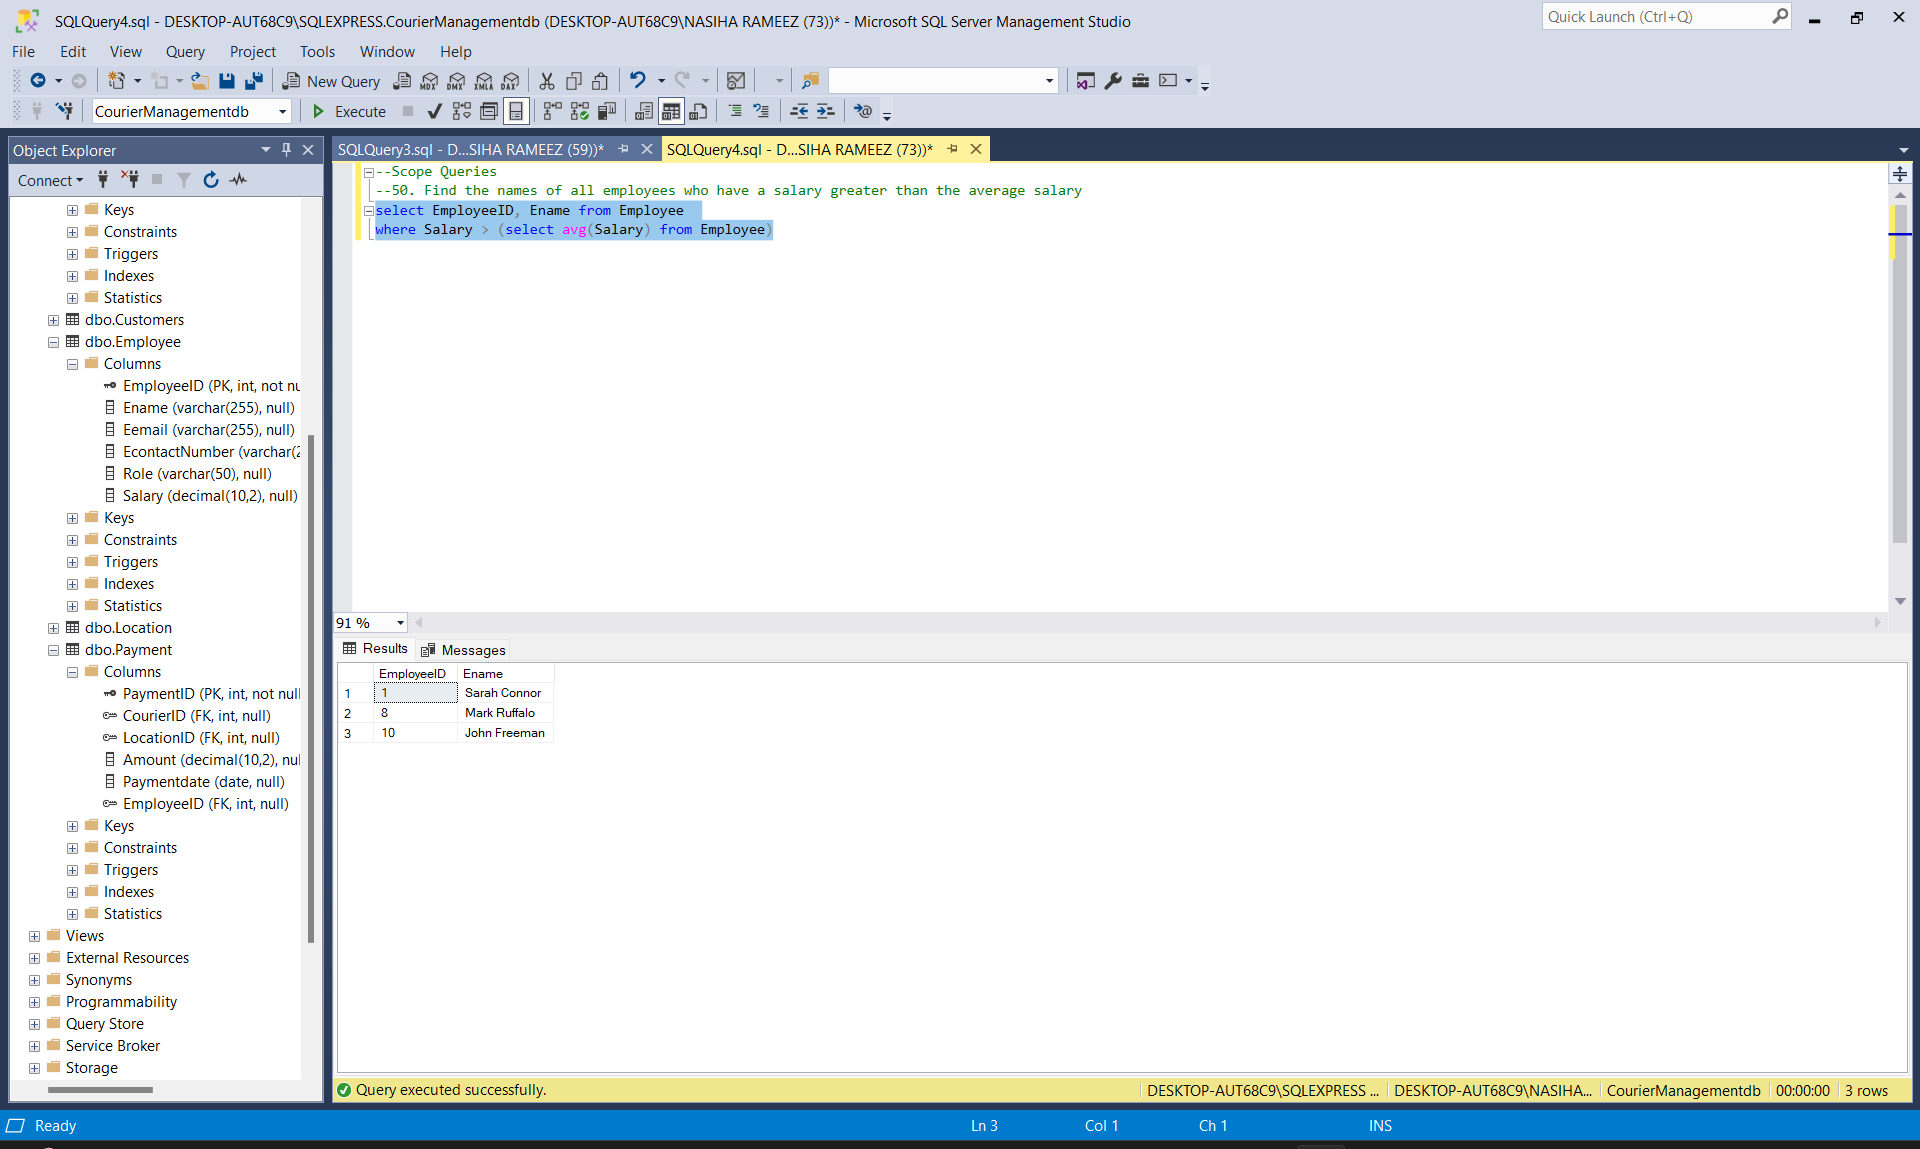 SQLQuery4.sql - DESKTOP-AUT68C9\SQLEXPRESS.CourierManagementdb (DESKTOP-AUT68C9\NASIHA RAMEEZ (73))* - Microsoft SQL Server Management Studio
Quick Launch (Ctrl+Q)
File Edit View Query Project Tools Window Help
New Query MDX DMX XMLA DAX
CourierManagementdb Execute
Object Explorer
Connect
Keys
Constraints
Triggers
Indexes
Statistics
dbo.Customers
dbo.Employee
Columns
EmployeeID (PK, int, not nu
Ename (varchar(255), null)
Eemail (varchar(255), null)
EcontactNumber (varchar(2
Role (varchar(50), null)
Salary (decimal(10,2), null)
Keys
Constraints
Triggers
Indexes
Statistics
dbo.Location
dbo.Payment
Columns
PaymentID (PK, int, not null
CourierID (FK, int, null)
LocationID (FK, int, null)
Amount (decimal(10,2), nul
Paymentdate (date, null)
EmployeeID (FK, int, null)
Keys
Constraints
Triggers
Indexes
Statistics
Views
External Resources
Synonyms
Programmability
Query Store
Service Broker
Storage
SQLQuery3.sql - D...SIHA RAMEEZ (59))* SQLQuery4.sql - D...SIHA RAMEEZ (73))*
--Scope Queries
--50. Find the names of all employees who have a salary greater than the average salary
select EmployeeID, Ename from Employee
where Salary > (select avg(Salary) from Employee)
91 %
Results Messages
EmployeeID Ename
1 1 Sarah Connor
2 8 Mark Ruffalo
3 10 John Freeman
Query executed successfully. DESKTOP-AUT68C9\SQLEXPRESS ... DESKTOP-AUT68C9\NASIHA... CourierManagementdb 00:00:00 3 rows
Ready Ln 3 Col 1 Ch 1 INS